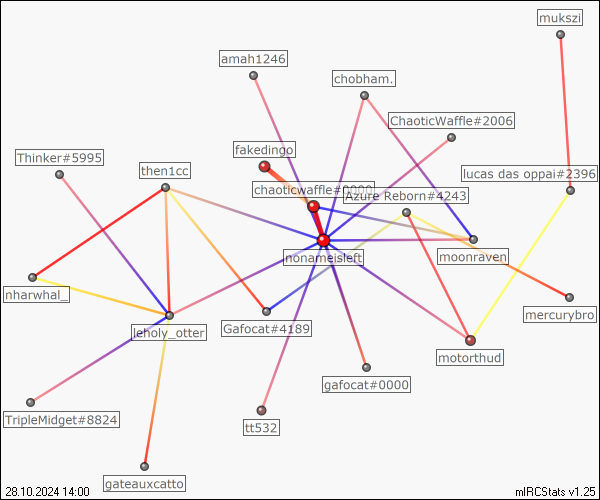 mukszi
amah1246
chobham.
ChaoticWaffle#2006
fakedingo
Thinker#5995
then1cc
lucas das oppai#2396
chaoticwaffle#0000
Azure Reborn#4243
nonameisleft
moonraven
nharwhal_
mercurybro
leholy_otter
Gafocat#4189
motorthud
gafocat#0000
TripleMidget#8824
tt532
gateauxcatto
28.10.2024 14:00
mIRCStats v1.25